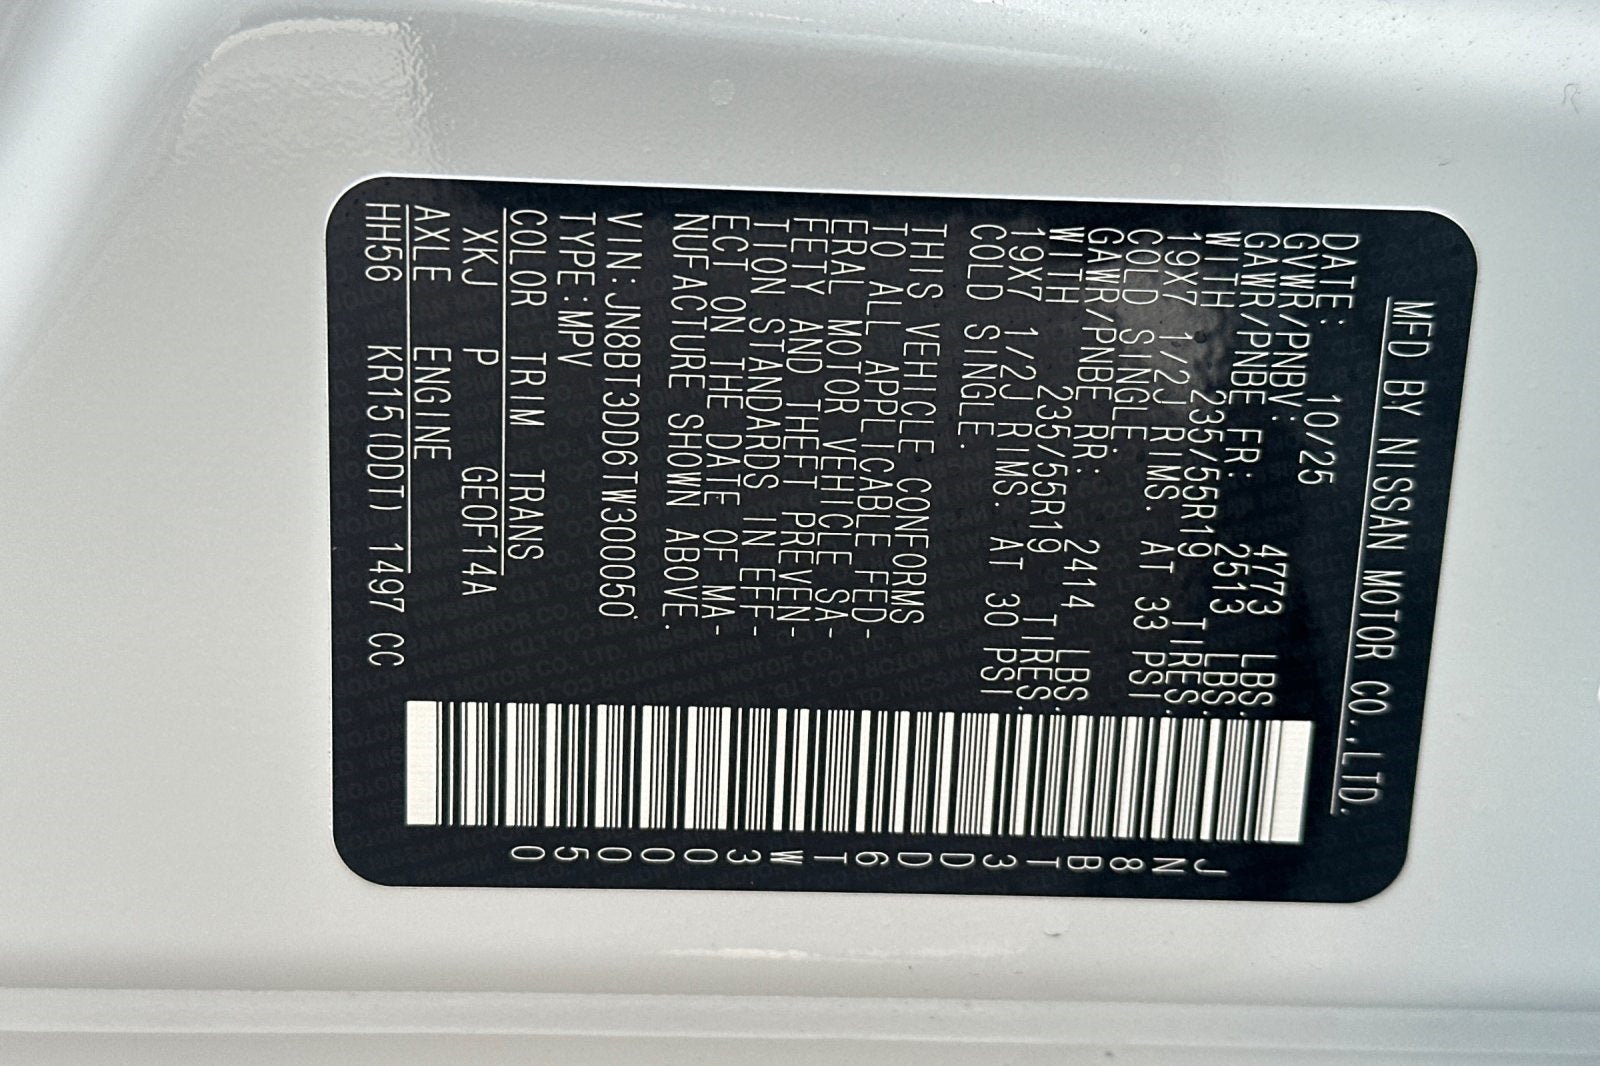 MFD BY NISSAN MOTOR CO.,LTD.
DATE: 10/25
GVWR/PNBV: 4773 LBS.
GAWR/PNBE FR: 2513 LBS.
WITH 235/55R19 TIRES.
19X7 1/2J RIMS. AT 33 PSI
COLD SINGLE.
GAWR/PNBE RR: 2414 LBS.
WITH 235/55R19 TIRES.
19X7 1/2J RIMS. AT 30 PSI
COLD SINGLE.
THIS VEHICLE CONFORMS
TO ALL APPLICABLE FED-
ERAL MOTOR VEHICLE SA-
FETY AND THEFT PREVEN-
TION STANDARDS IN EFF-
ECT ON THE DATE OF MA-
NUFACTURE SHOWN ABOVE.
VIN:JN8BT3DD6TW300050
TYPE:MPV
COLOR TRIM TRANS
XKJ P GE0F14A
AXLE ENGINE
HH56 KR15(DDT) 1497 CC
JN8BT3DD6TW300050